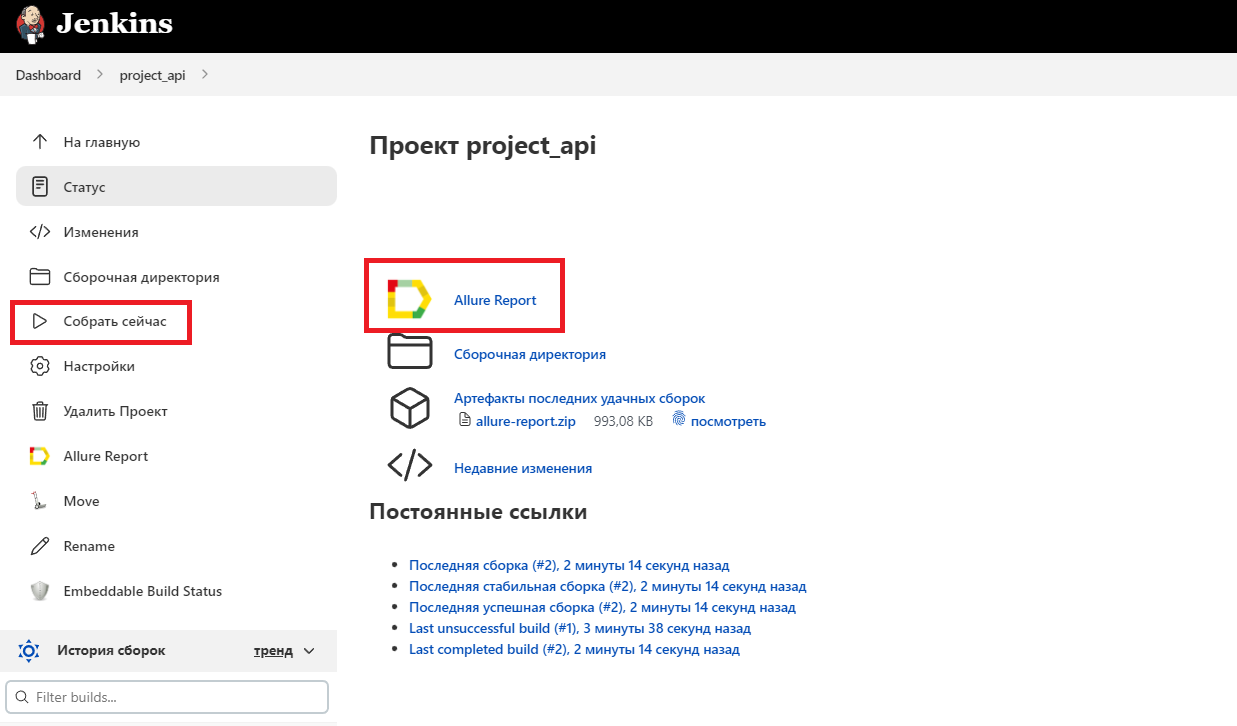 Jenkins
Dashboard
project_api
На главную
Статус
Изменения
Сборочная директория
Собрать сейчас
Настройки
Удалить Проект
Allure Report
Move
Rename
Embeddable Build Status
История сборок
тренд
Filter builds...
Проект project_api
Allure Report
Сборочная директория
Артефакты последних удачных сборок
allure-report.zip 993,08 KB посмотреть
Недавние изменения
Постоянные ссылки
Последняя сборка (#2), 2 минуты 14 секунд назад
Последняя стабильная сборка (#2), 2 минуты 14 секунд назад
Последняя успешная сборка (#2), 2 минуты 14 секунд назад
Last unsuccessful build (#1), 3 минуты 38 секунд назад
Last completed build (#2), 2 минуты 14 секунд назад